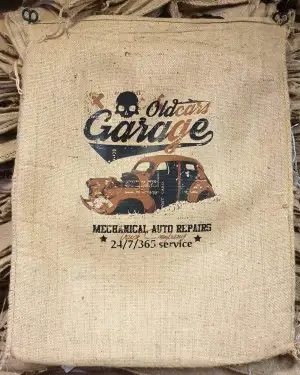 Oldcars
Garage
MECHANICAL AUTO REPAIRS
24/7/365 service